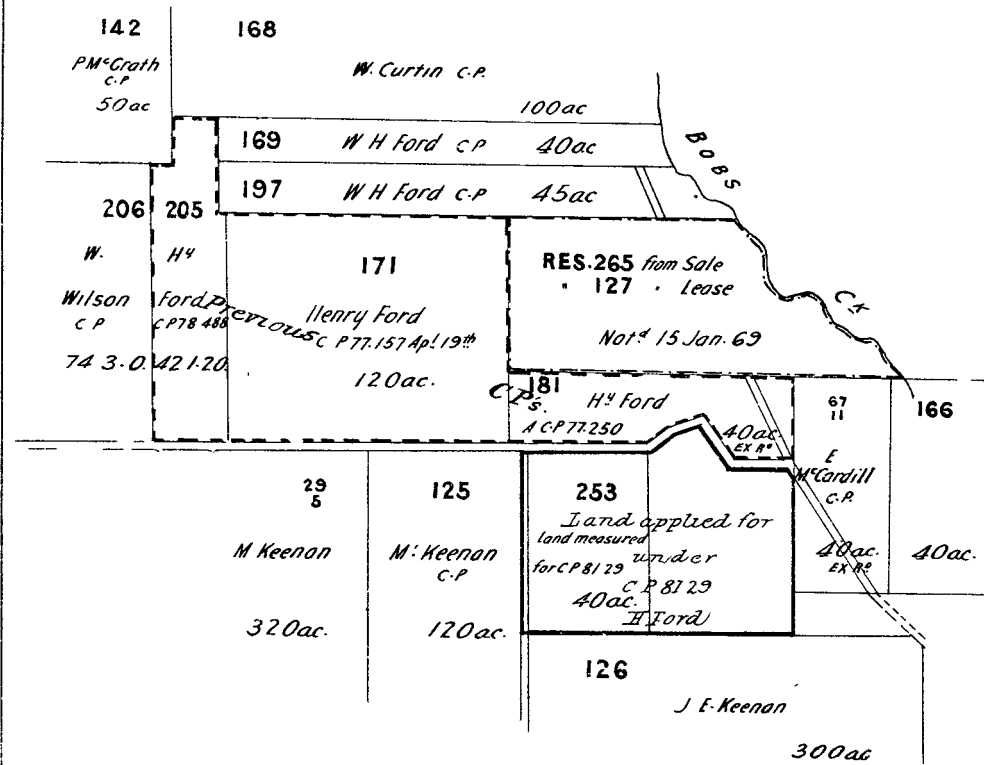 142
P McGrath
C.P
50ac
168
W. Curtin C.P.
100ac
169 W H Ford C P 40ac
197 W H Ford C.P 45ac
BOBS
CK
206
W.
Wilson
C P
74 3.0.
205
Hy
Ford
C P 78 488
42 1.20
Previous
C P's.
171
Henry Ford
C P 77.157 Apl 19th
120ac.
RES. 265 from Sale
" 127 " Lease
Notd 15 Jan. 69
181
Hy Ford
A C.P 77.250
40ac
EX Rd
67
11
E
McCardill
C.P.
40ac.
EX Rd
166
40ac.
29
M Keenan
320ac.
125
M. Keenan
C.P
120ac.
253
Land applied for
land measured
under
for C P 81 29
C P 81 29
40ac.
H Ford
126
J E. Keenan
300ac